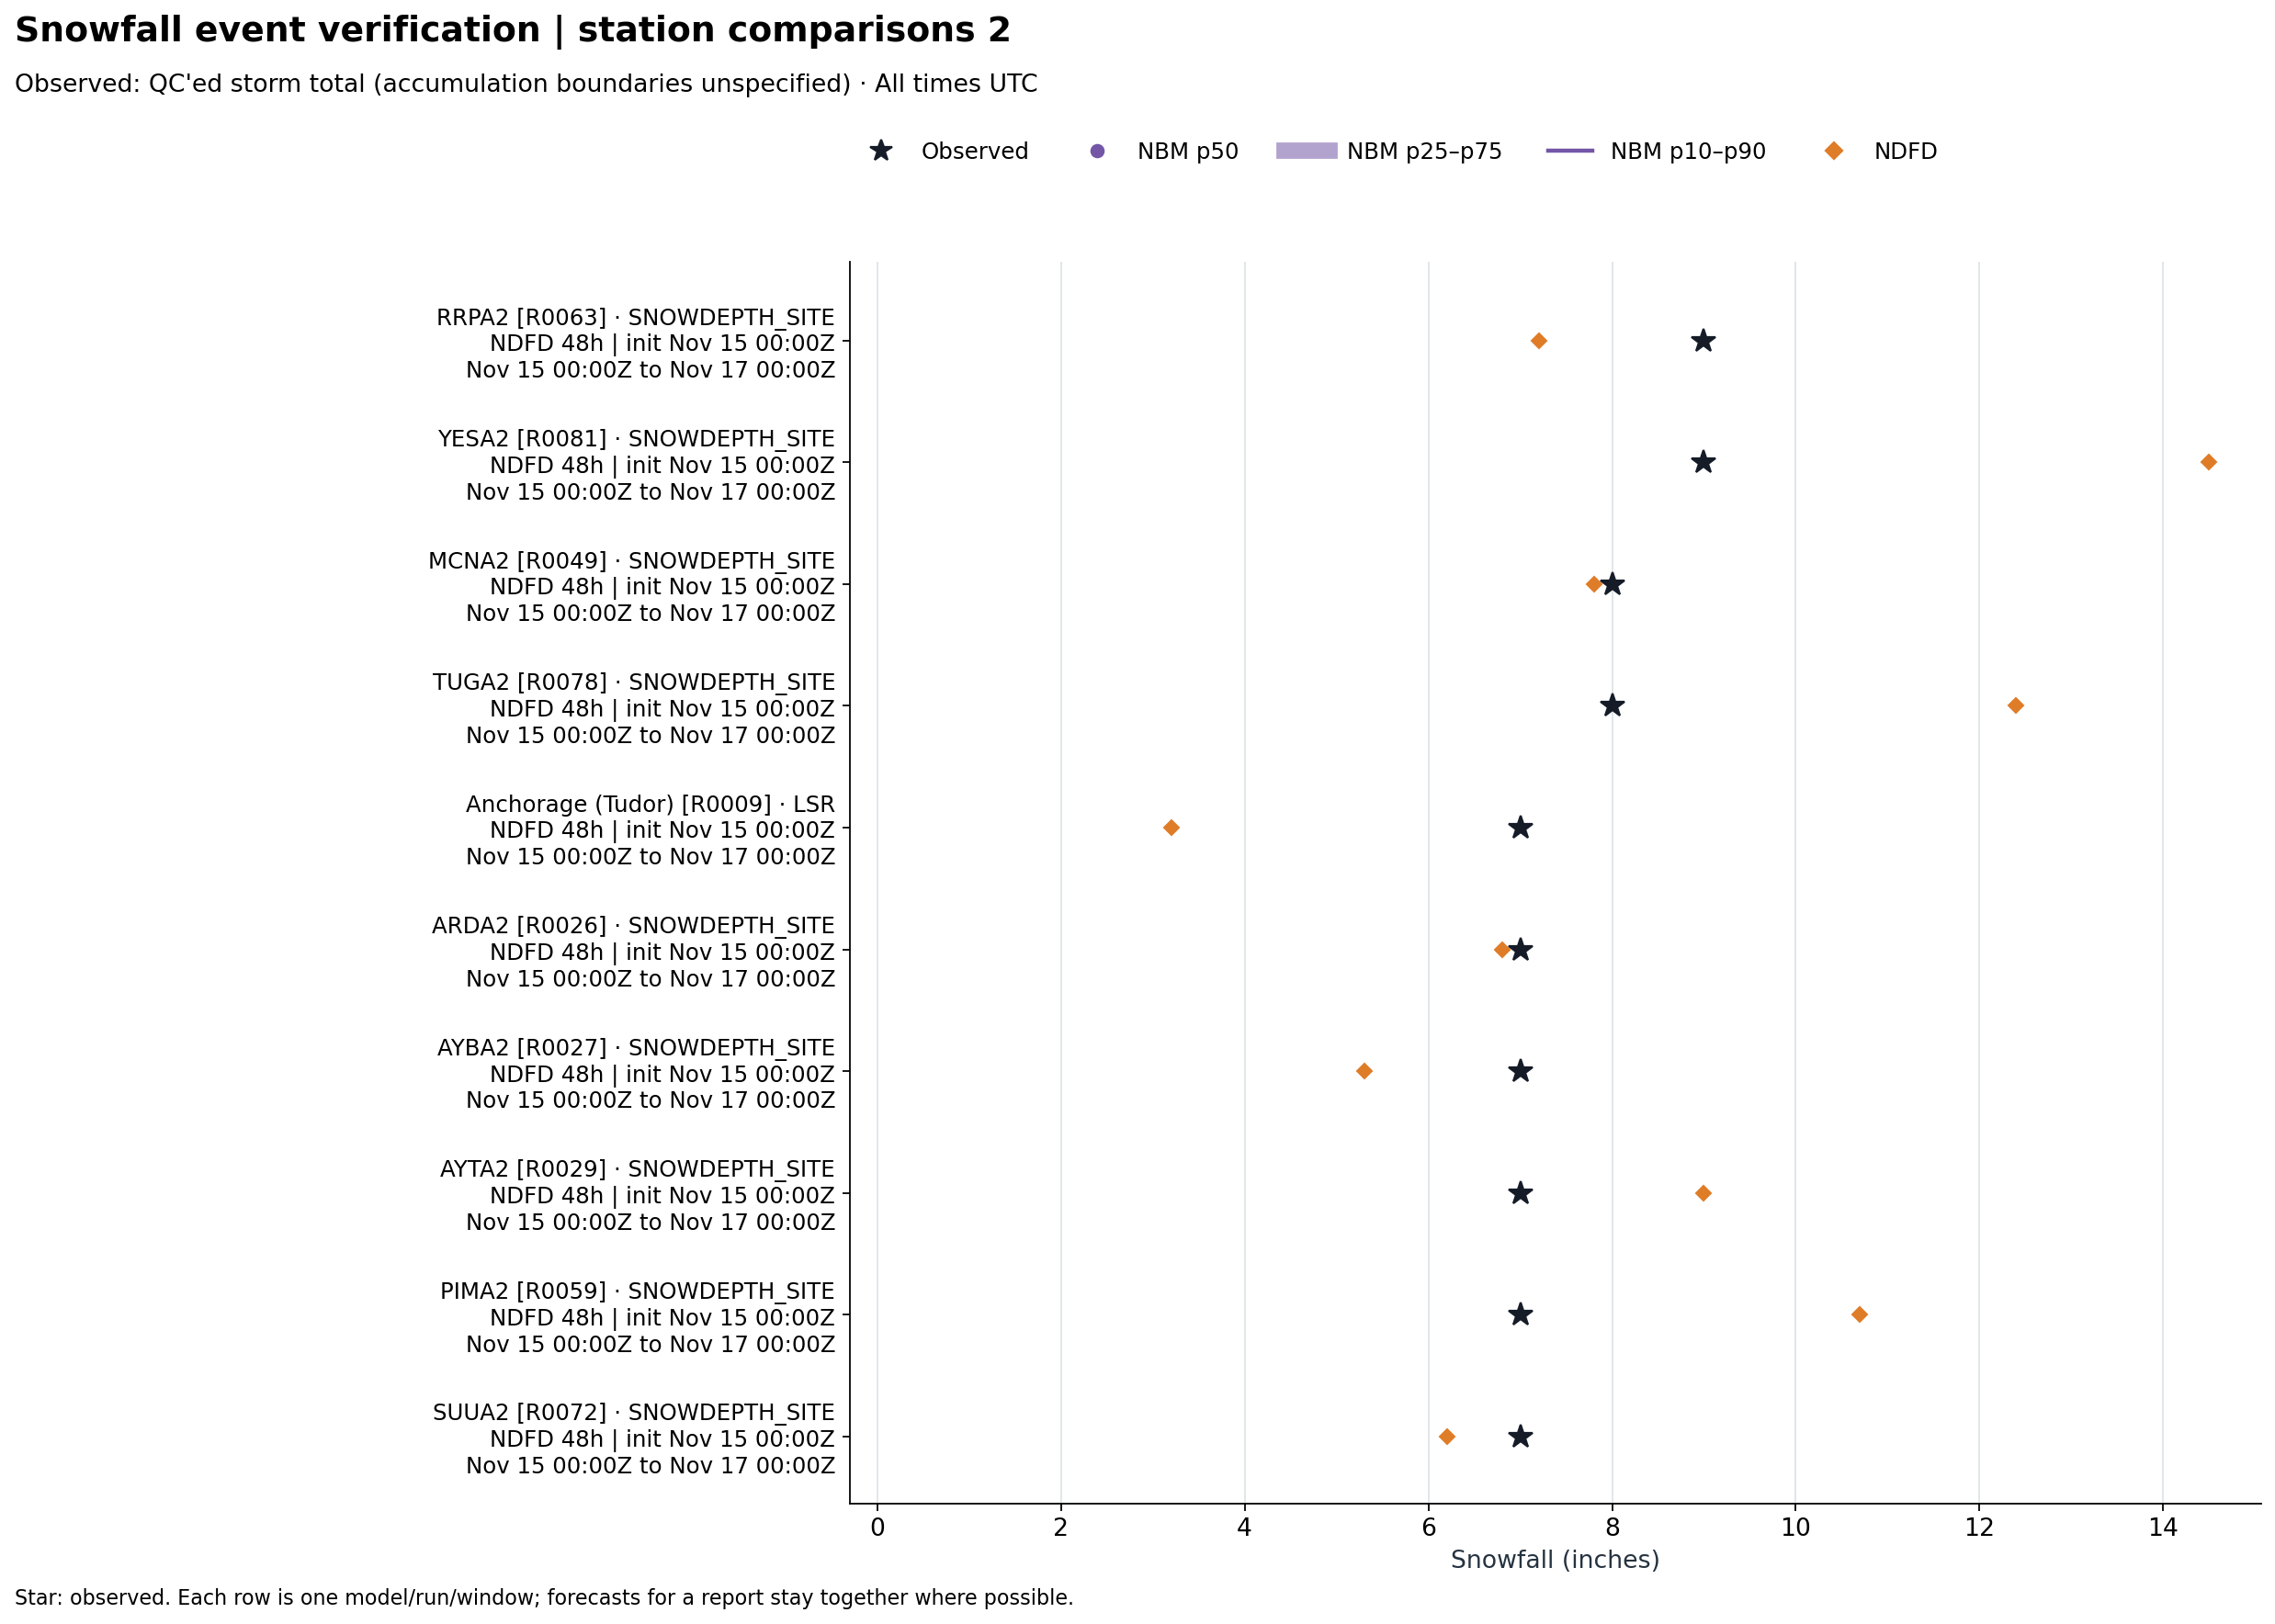 Snowfall event verification | station comparisons 2
Observed: QC'ed storm total (accumulation boundaries unspecified) · All times UTC
Observed
NBM p50
NBM p25–p75
NBM p10–p90
NDFD
RRPA2 [R0063] · SNOWDEPTH_SITE
NDFD 48h | init Nov 15 00:00Z
Nov 15 00:00Z to Nov 17 00:00Z
YESA2 [R0081] · SNOWDEPTH_SITE
NDFD 48h | init Nov 15 00:00Z
Nov 15 00:00Z to Nov 17 00:00Z
MCNA2 [R0049] · SNOWDEPTH_SITE
NDFD 48h | init Nov 15 00:00Z
Nov 15 00:00Z to Nov 17 00:00Z
TUGA2 [R0078] · SNOWDEPTH_SITE
NDFD 48h | init Nov 15 00:00Z
Nov 15 00:00Z to Nov 17 00:00Z
Anchorage (Tudor) [R0009] · LSR
NDFD 48h | init Nov 15 00:00Z
Nov 15 00:00Z to Nov 17 00:00Z
ARDA2 [R0026] · SNOWDEPTH_SITE
NDFD 48h | init Nov 15 00:00Z
Nov 15 00:00Z to Nov 17 00:00Z
AYBA2 [R0027] · SNOWDEPTH_SITE
NDFD 48h | init Nov 15 00:00Z
Nov 15 00:00Z to Nov 17 00:00Z
AYTA2 [R0029] · SNOWDEPTH_SITE
NDFD 48h | init Nov 15 00:00Z
Nov 15 00:00Z to Nov 17 00:00Z
PIMA2 [R0059] · SNOWDEPTH_SITE
NDFD 48h | init Nov 15 00:00Z
Nov 15 00:00Z to Nov 17 00:00Z
SUUA2 [R0072] · SNOWDEPTH_SITE
NDFD 48h | init Nov 15 00:00Z
Nov 15 00:00Z to Nov 17 00:00Z
0 2 4 6 8 10 12 14
Snowfall (inches)
Star: observed. Each row is one model/run/window; forecasts for a report stay together where possible.